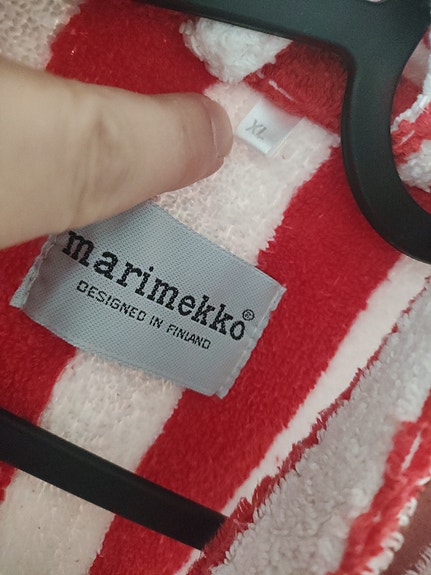 XL
marimekko®
DESIGNED IN FINLAND